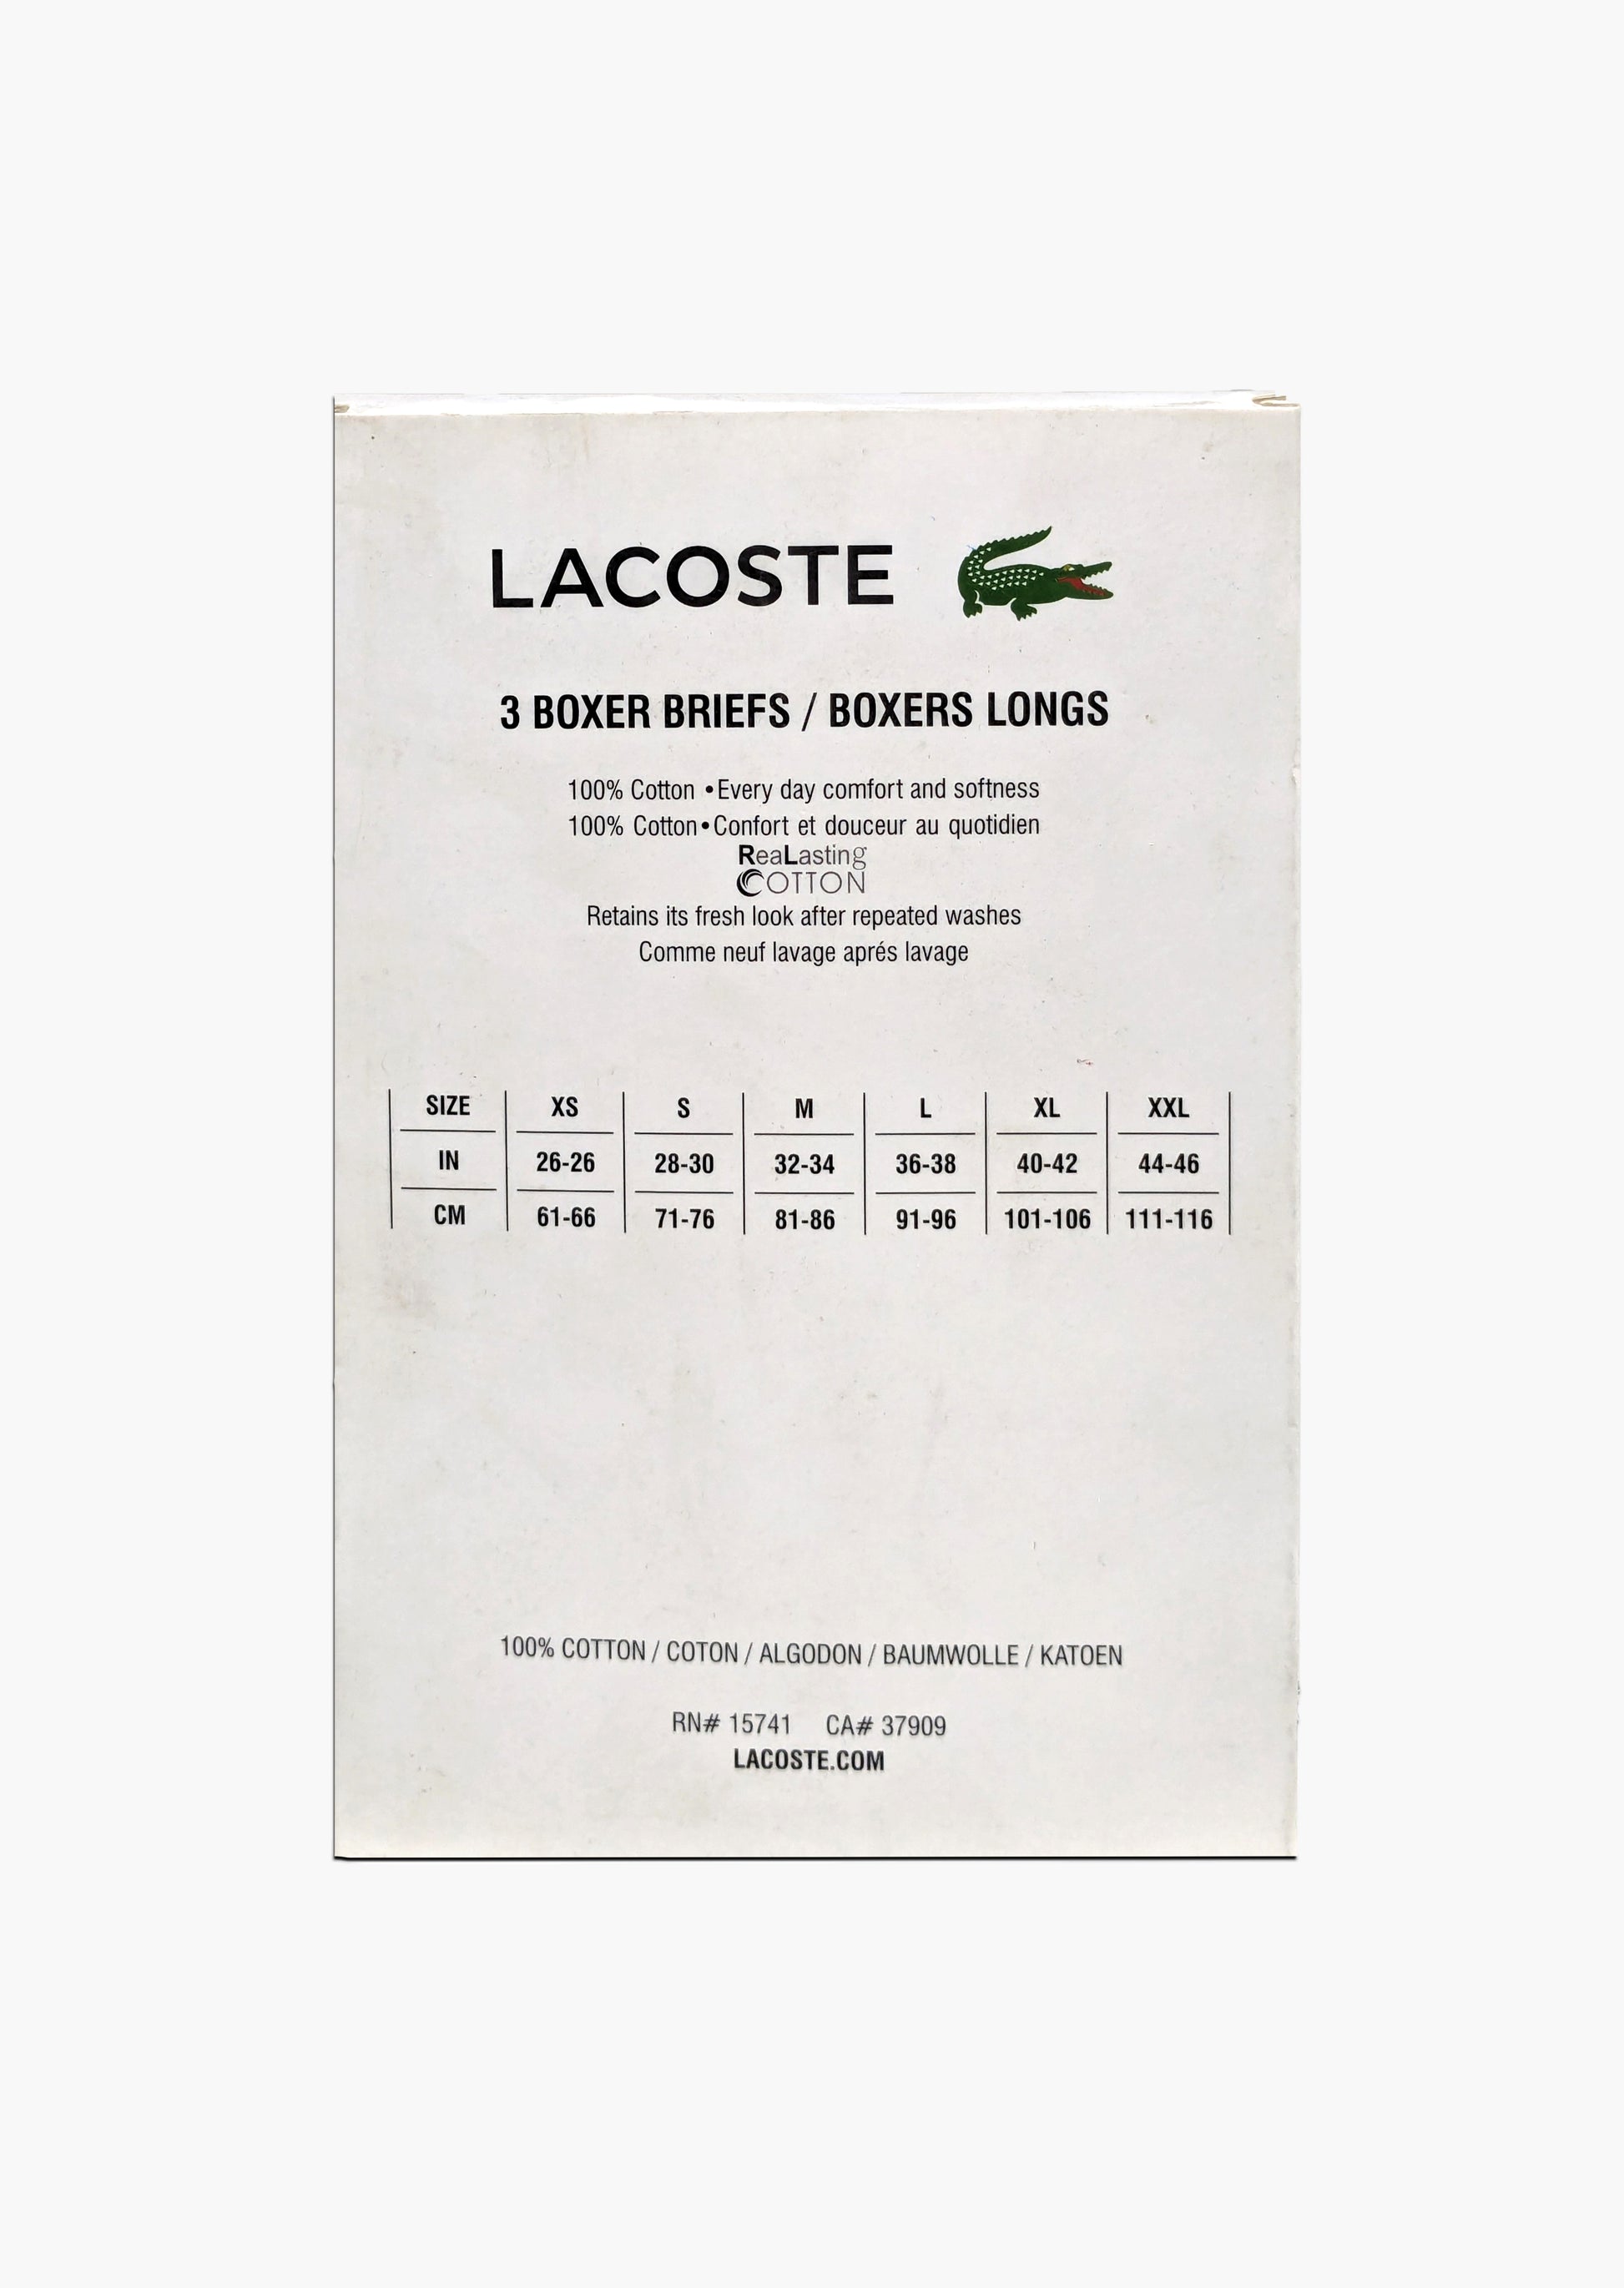 LACOSTE
3 BOXER BRIEFS / BOXERS LONGS
100% Cotton • Every day comfort and softness
100% Cotton • Confort et douceur au quotidien
ReaLasting
COTTON
Retains its fresh look after repeated washes
Comme neuf lavage aprés lavage
SIZE XS S M L XL XXL
IN 26-26 28-30 32-34 36-38 40-42 44-46
CM 61-66 71-76 81-86 91-96 101-106 111-116
100% COTTON / COTON / ALGODON / BAUMWOLLE / KATOEN
RN# 15741 CA# 37909
LACOSTE.COM